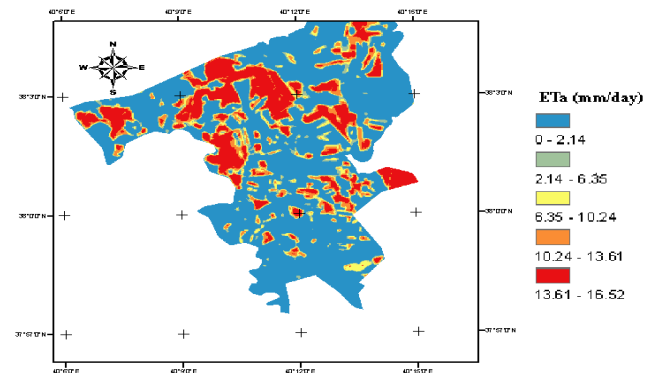 40°6'0"E 40°9'0"E 40°12'0"E 40°15'0"E
N
W E
S
38°3'0"N 38°3'0"N
38°0'0"N 38°0'0"N
37°57'0"N 37°57'0"N
40°6'0"E 40°9'0"E 40°12'0"E 40°15'0"E
ETa (mm/day)
0 - 2.14
2.14 - 6.35
6.35 - 10.24
10.24 - 13.61
13.61 - 16.52